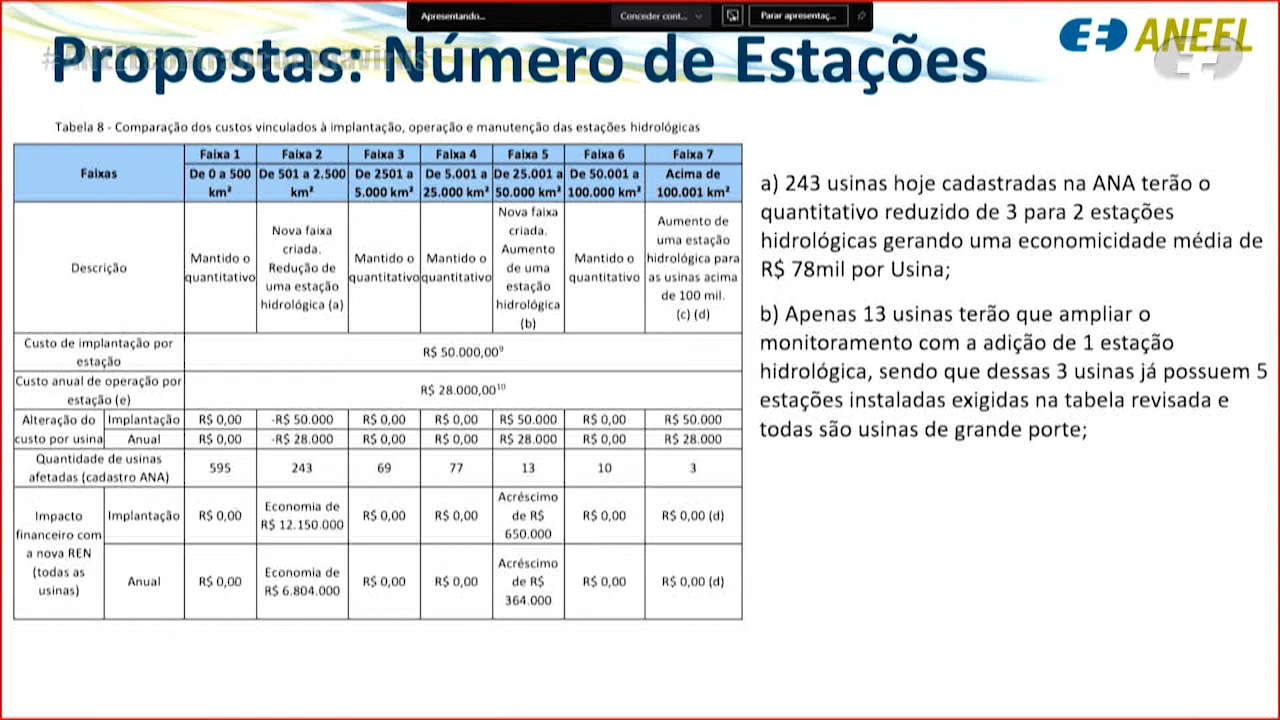 Apresentando...
Conceder cont...
Parar apresentaç...
Propostas: Número de Estações
ANEEL
Tabela 8 - Comparação dos custos vinculados à implantação, operação e manutenção das estações hidrológicas
Faixas
Faixa 1
Faixa 2
Faixa 3
Faixa 4
Faixa 5
Faixa 6
Faixa 7
De 0 a 500
km²
De 501 a 2.500
km²
De 2501 a
5.000 km²
De 5.001 a
25.000 km²
De 25.001 a
50.000 km²
De 50.001 a
100.000 km²
Acima de
100.001 km²
Descrição
Mantido o
quantitativo
Nova faixa
criada.
Redução de
uma estação
hidrológica (a)
Mantido o
quantitativo
Mantido o
quantitativo
Nova faixa
criada.
Aumento
de uma
estação
hidrológica
(b)
Mantido o
quantitativo
Aumento de
uma estação
hidrológica para
as usinas acima
de 100 mil.
(c) (d)
Custo de implantação por
estação
R$ 50.000,00⁹
Custo anual de operação por
estação (e)
R$ 28.000,00¹⁰
Alteração do
custo por usina
Implantação
R$ 0,00
-R$ 50.000
R$ 0,00
R$ 0,00
R$ 50.000
R$ 0,00
R$ 50.000
Anual
R$ 0,00
-R$ 28.000
R$ 0,00
R$ 0,00
R$ 28.000
R$ 0,00
R$ 28.000
Quantidade de usinas
afetadas (cadastro ANA)
595
243
69
77
13
10
3
Impacto
financeiro com
a nova REN
(todas as
usinas)
Implantação
R$ 0,00
Economia de
R$ 12.150.000
R$ 0,00
R$ 0,00
Acréscimo
de R$
650.000
R$ 0,00
R$ 0,00 (d)
Anual
R$ 0,00
Economia de
R$ 6.804.000
R$ 0,00
R$ 0,00
Acréscimo
de R$
364.000
R$ 0,00
R$ 0,00 (d)
a) 243 usinas hoje cadastradas na ANA terão o
quantitativo reduzido de 3 para 2 estações
hidrológicas gerando uma economicidade média de
R$ 78mil por Usina;
b) Apenas 13 usinas terão que ampliar o
monitoramento com a adição de 1 estação
hidrológica, sendo que dessas 3 usinas já possuem 5
estações instaladas exigidas na tabela revisada e
todas são usinas de grande porte;